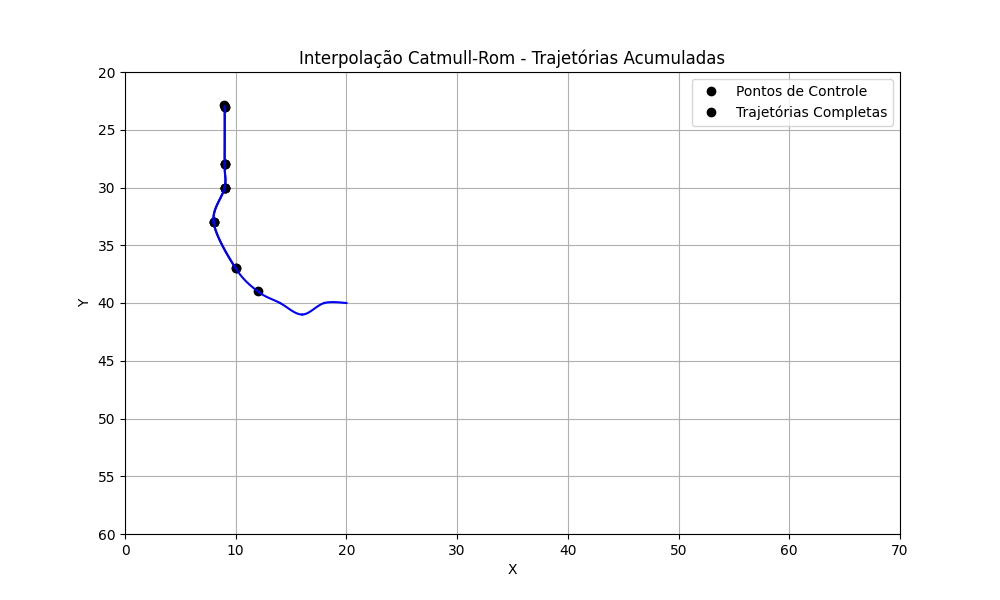 Interpolação Catmull-Rom - Trajetórias Acumuladas
Pontos de Controle
Trajetórias Completas
20
25
30
35
40
45
50
55
60
Y
0 10 20 30 40 50 60 70
X